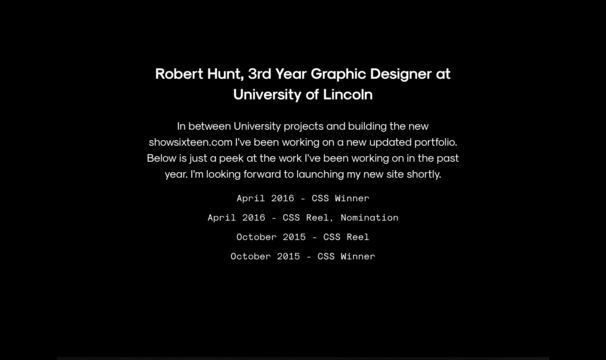 Robert Hunt, 3rd Year Graphic Designer at
University of Lincoln
In between University projects and building the new
showsixteen.com I've been working on a new updated portfolio.
Below is just a peek at the work I've been working on in the past
year. I'm looking forward to launching my new site shortly.
April 2016 - CSS Winner
April 2016 - CSS Reel, Nomination
October 2015 - CSS Reel
October 2015 - CSS Winner